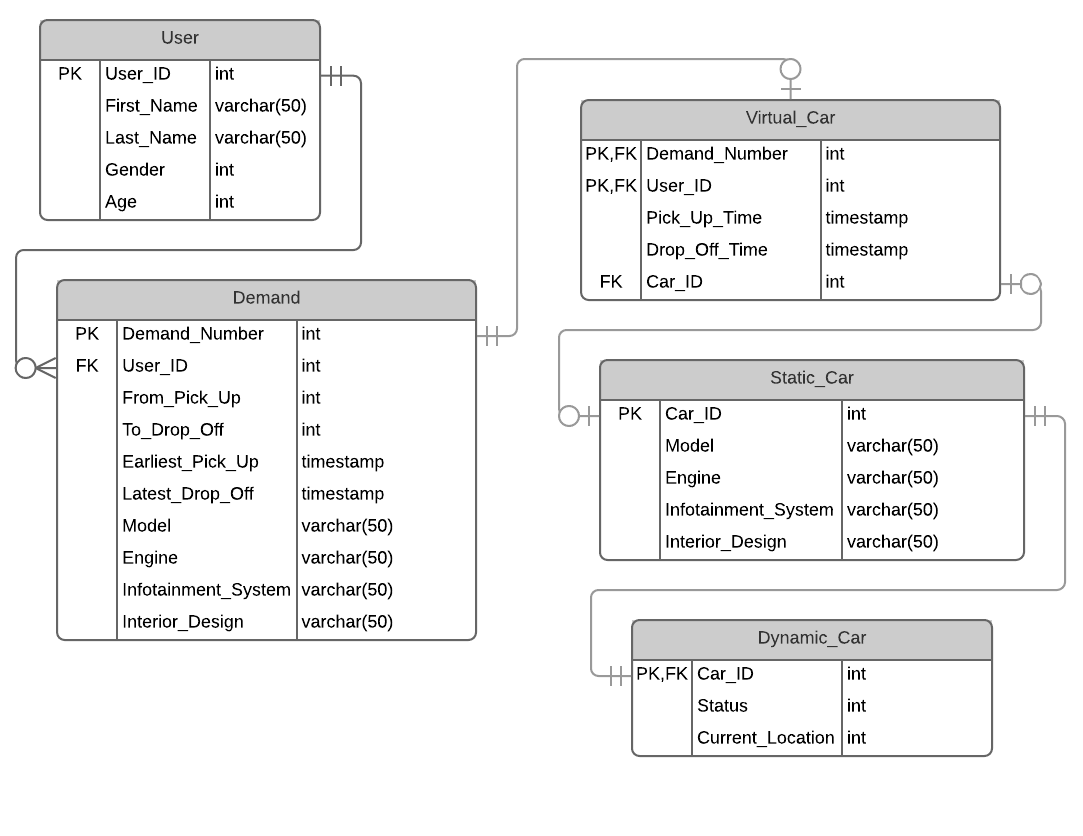 User
PK User_ID int
First_Name varchar(50)
Last_Name varchar(50)
Gender int
Age int
Demand
PK Demand_Number int
FK User_ID int
From_Pick_Up int
To_Drop_Off int
Earliest_Pick_Up timestamp
Latest_Drop_Off timestamp
Model varchar(50)
Engine varchar(50)
Infotainment_System varchar(50)
Interior_Design varchar(50)
Virtual_Car
PK,FK Demand_Number int
PK,FK User_ID int
Pick_Up_Time timestamp
Drop_Off_Time timestamp
FK Car_ID int
Static_Car
PK Car_ID int
Model varchar(50)
Engine varchar(50)
Infotainment_System varchar(50)
Interior_Design varchar(50)
Dynamic_Car
PK,FK Car_ID int
Status int
Current_Location int